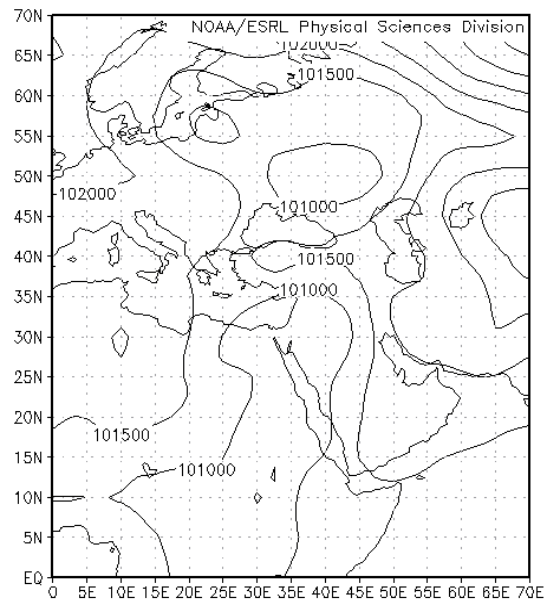 70N
NOAA/ESRL Physical Sciences Division
102000
65N
101500
60N
55N
50N
102000
101000
45N
40N
101500
101000
35N
30N
25N
20N
101500
15N
101000
10N
5N
EQ
0 5E 10E 15E 20E 25E 30E 35E 40E 45E 50E 55E 60E 65E 70E